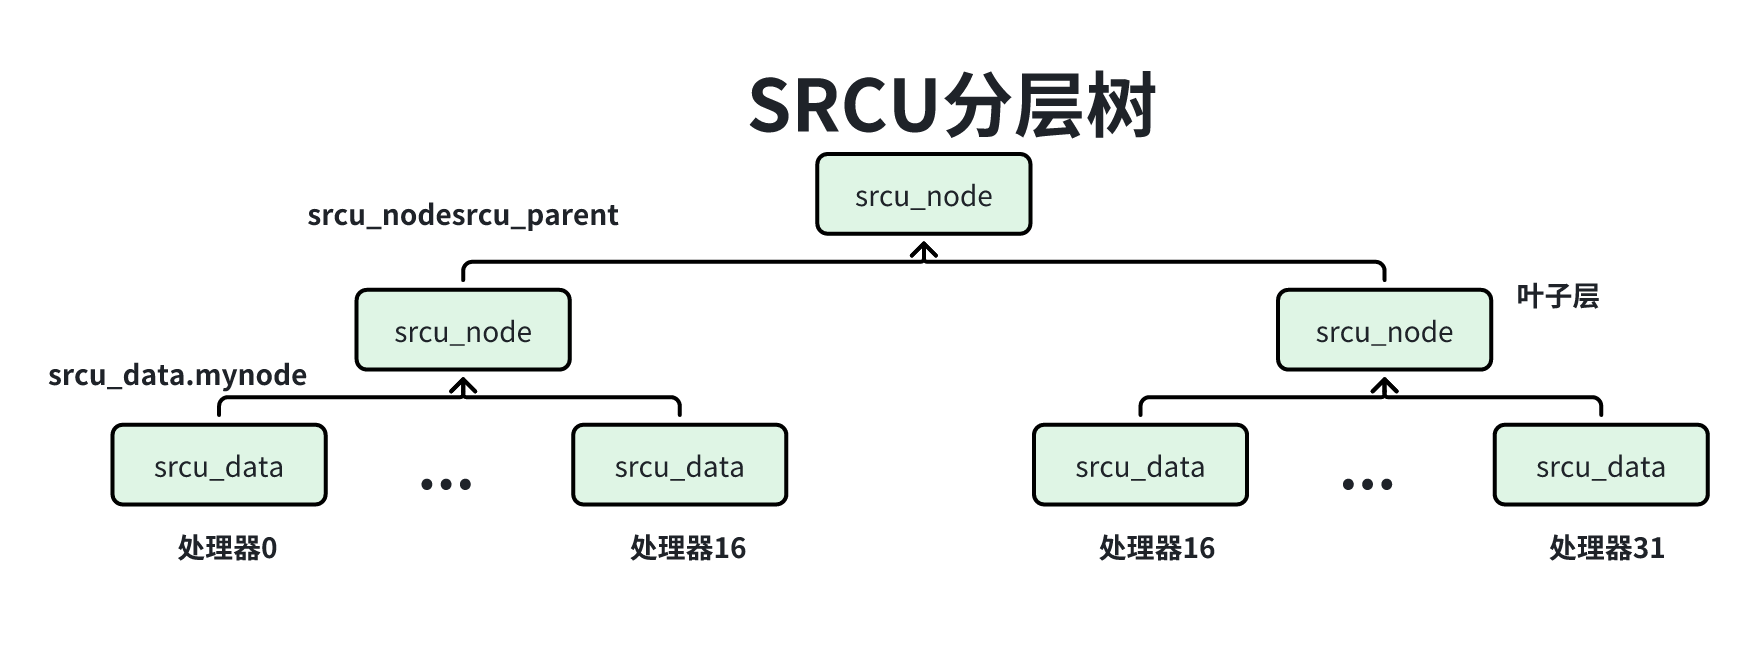 SRCU分层树
srcu_node
srcu_nodesrcu_parent
srcu_node
srcu_node
叶子层
srcu_data.mynode
srcu_data
srcu_data
srcu_data
srcu_data
处理器0
处理器16
处理器16
处理器31